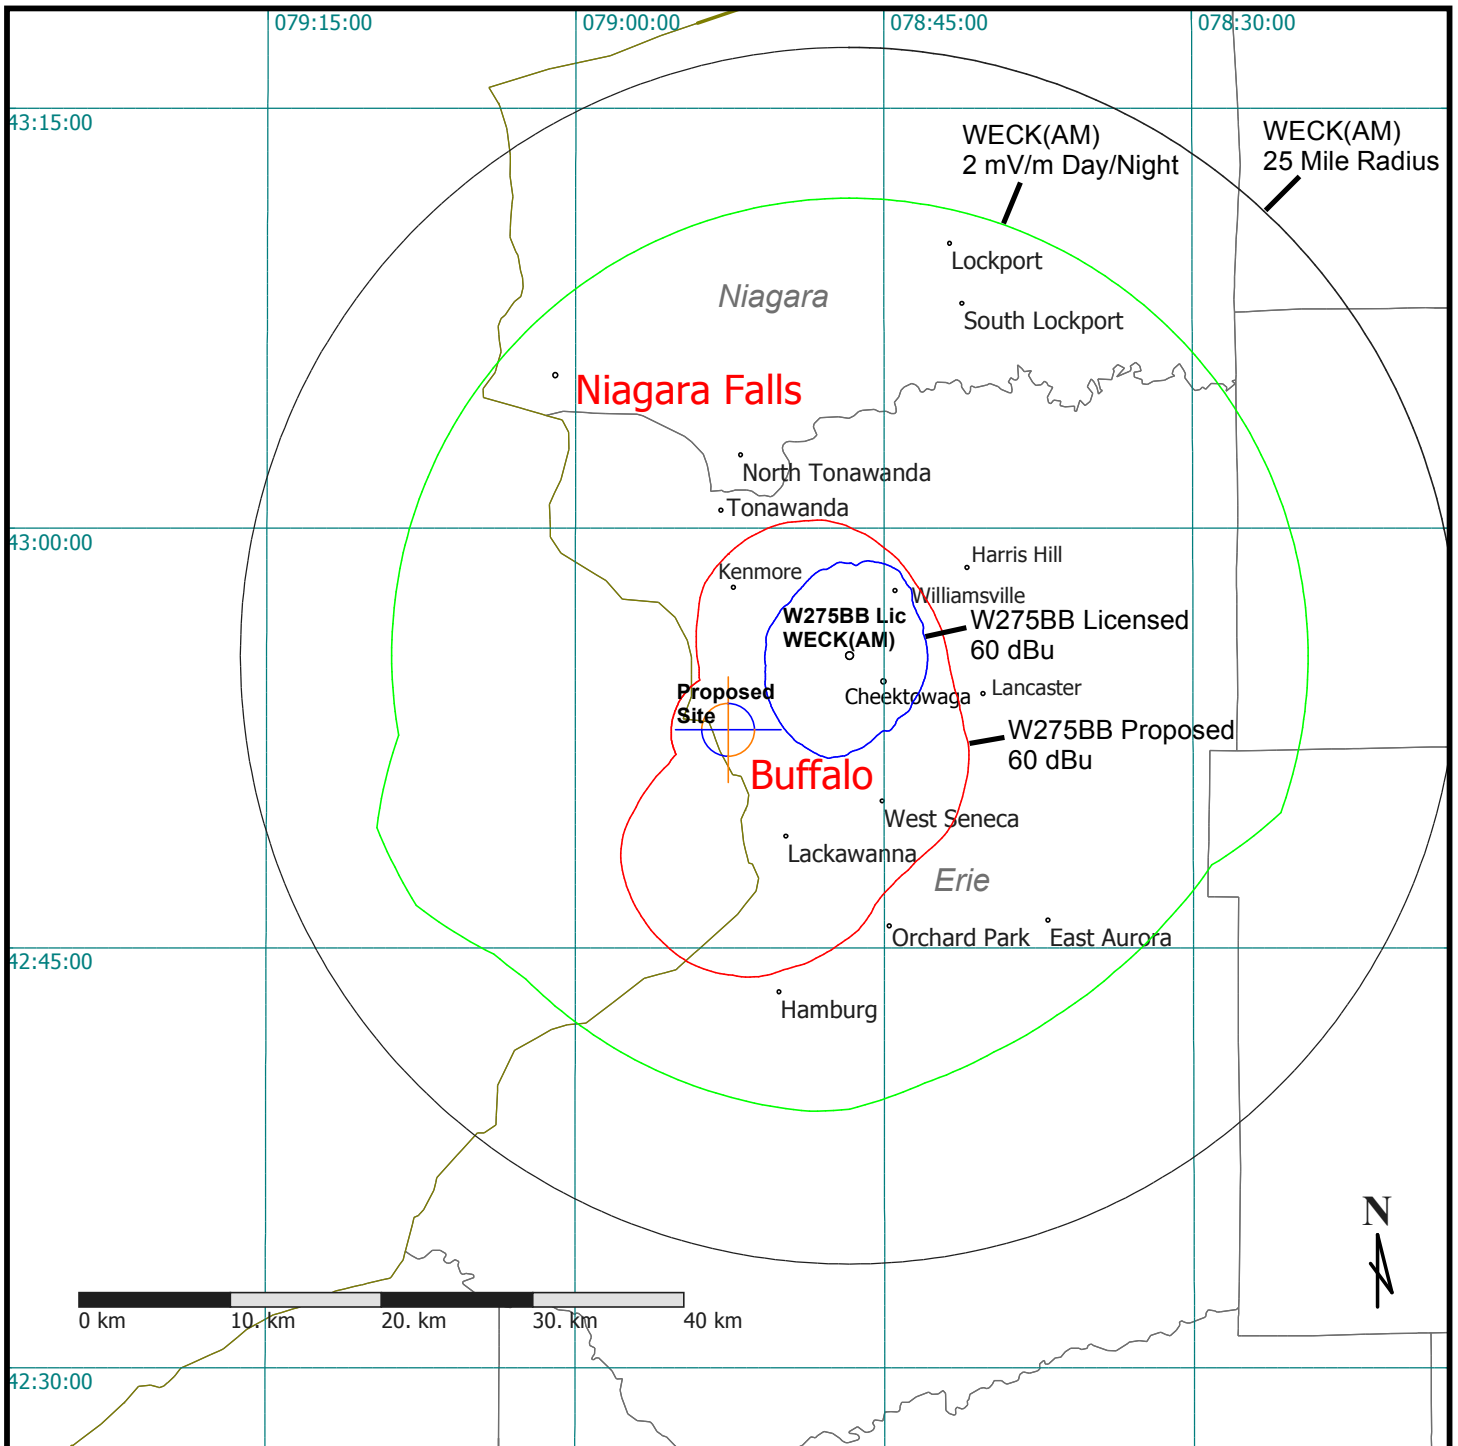 079:15:00
079:00:00
078:45:00
078:30:00
43:15:00
WECK(AM)
2 mV/m Day/Night
WECK(AM)
25 Mile Radius
Lockport
Niagara
South Lockport
Niagara Falls
North Tonawanda
Tonawanda
43:00:00
Harris Hill
Kenmore
Williamsville
W275BB Lic
WECK(AM)
W275BB Licensed
60 dBu
Cheektowaga
Lancaster
Proposed
Site
W275BB Proposed
60 dBu
Buffalo
West Seneca
Lackawanna
Erie
Orchard Park
East Aurora
42:45:00
Hamburg
N
0 km
10. km
20. km
30. km
40 km
42:30:00